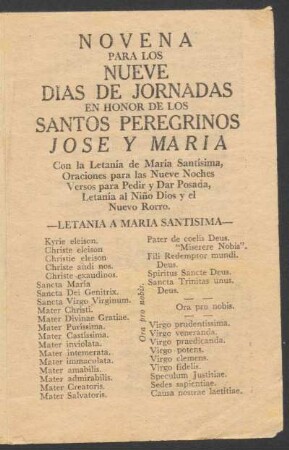 NOVENA
PARA LOS
NUEVE
DIAS DE JORNADAS
EN HONOR DE LOS
SANTOS PEREGRINOS
JOSE Y MARIA
Con la Letanía de María Santísima,
Oraciones para las Nueve Noches
Versos para Pedir y Dar Posada,
Letanía al Niño Dios y el
Nuevo Rorro.
—LETANIA A MARIA SANTISIMA—
Kyrie eleison.
Christe eleison
Christie eleison
Christe audi nos.
Christe exaudinos.
Sancta Maria
Sancta Dei Genitrix.
Sancta Virgo Virginum.
Mater Christi.
Mater Divinae Gratiae.
Mater Purissima.
Mater Castissima.
Mater inviolata.
Mater intemerata.
Mater inmaculata.
Mater amabilis.
Mater admirabilis.
Mater Creatoris.
Mater Salvatoris.
Ora pro nobis.
Pater de coelis Deus.
"Miserere Nobis".
Fili Redemptor mundi.
Deus.
Spiritus Sancte Deus.
Sancta Trinitas unus.
Deus.
— —
Ora pro nobis.
— —
Virgo prudentissima.
Virgo veneranda.
Virgo praedicanda.
Virgo potens.
Virgo clemens.
Virgo fidelis.
Speculum Justitiae.
Sedes sapientiae.
Causa nostrae laetitiae.